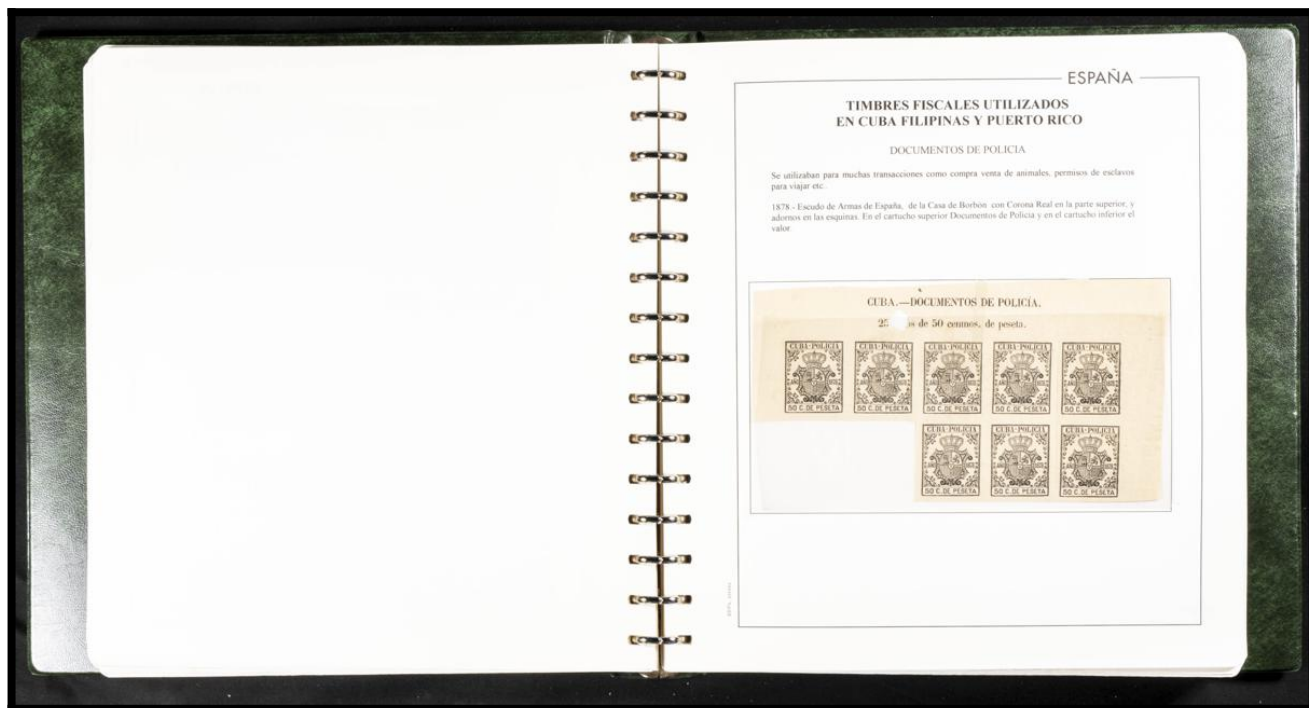 ESPAÑA
TIMBRES FISCALES UTILIZADOS
EN CUBA FILIPINAS Y PUERTO RICO
DOCUMENTOS DE POLICIA
Se utilizaban para muchas transacciones como compra venta de animales, permisos de esclavos
para viajar etc.
1878 - Escudo de Armas de España, de la Casa de Borbón con Corona Real en la parte superior, y
adornos en las esquinas. En el cartucho superior Documentos de Policia y en el cartucho inferior el
valor
CUBA.—DOCUMENTOS DE POLICÍA.
25 os de 50 de peseta.
CUBA-POLICIA CUBA-POLICIA CUBA-POLICIA CUBA-POLICIA CUBA-POLICIA
50 C. DE PESETA 50 C. DE PESETA 50 C. DE PESETA 50 C. DE PESETA 50 C. DE PESETA
CUBA-POLICIA CUBA-POLICIA CUBA-POLICIA
50 C. DE PESETA 50 C. DE PESETA 50 C. DE PESETA